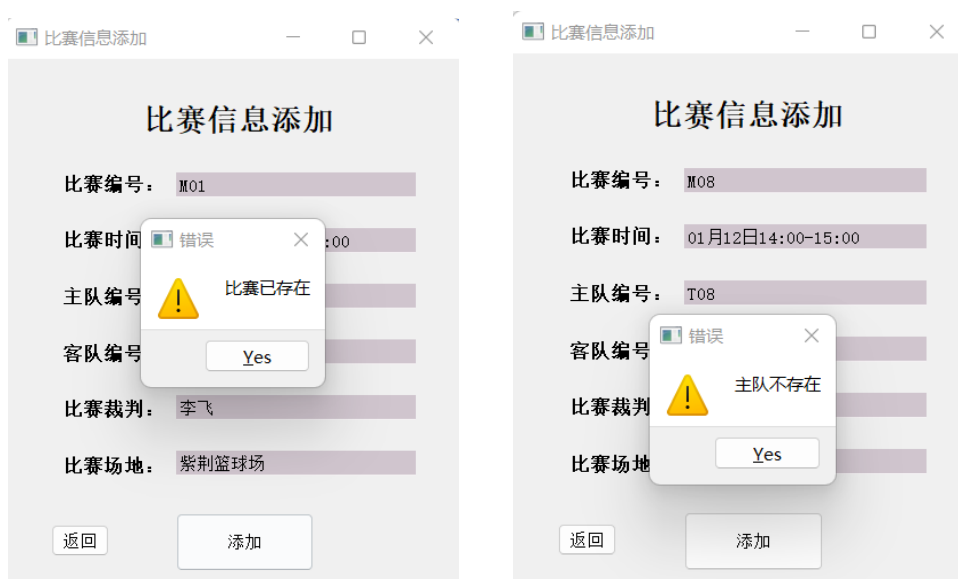 比赛信息添加
比赛信息添加
比赛编号： M01
比赛时间 :00
错误
比赛已存在
Yes
主队编号
客队编号
比赛裁判： 李飞
比赛场地： 紫荆篮球场
返回
添加
比赛信息添加
比赛信息添加
比赛编号： M08
比赛时间： 01月12日14:00-15:00
主队编号： T08
错误
主队不存在
Yes
客队编号
比赛裁判
比赛场地
返回
添加